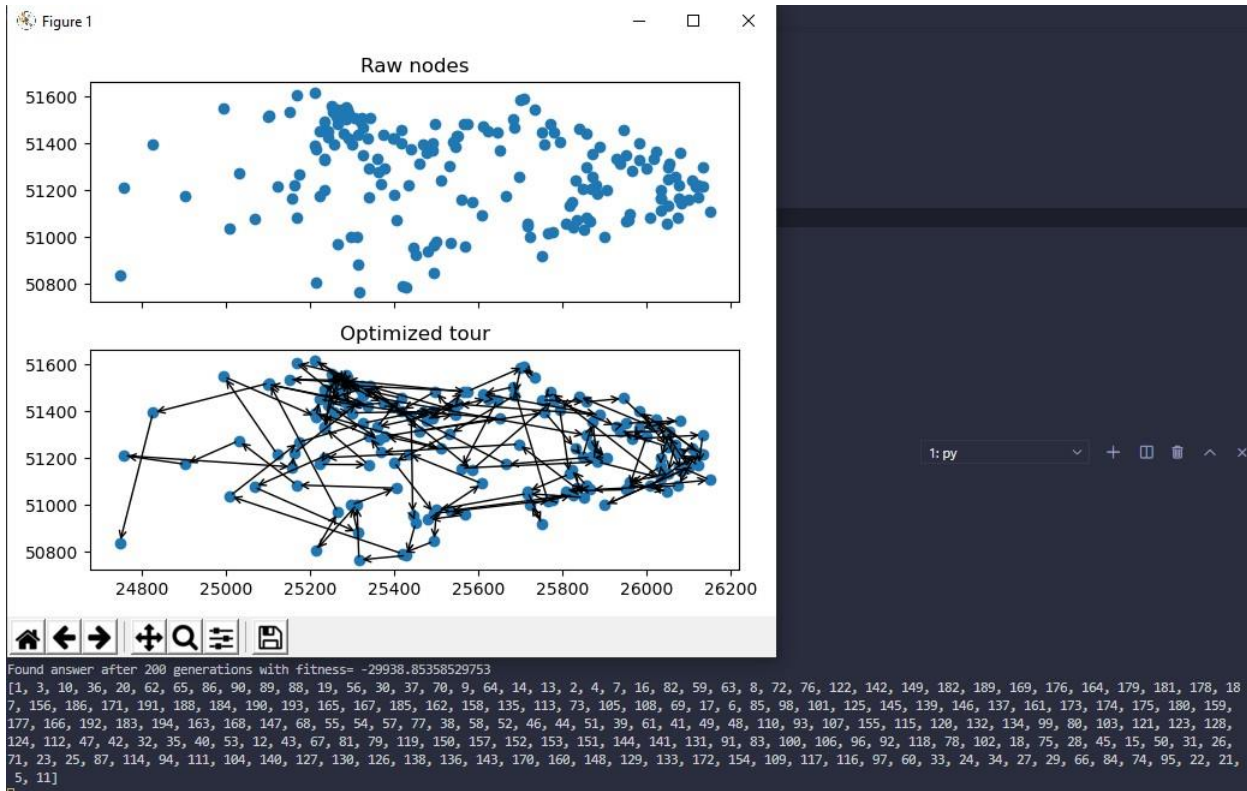 Figure 1
Raw nodes
51600
51400
51200
51000
50800
Optimized tour
51600
51400
51200
51000
50800
24800 25000 25200 25400 25600 25800 26000 26200
1: py
Found answer after 200 generations with fitness= -29938.85358529753
[1, 3, 10, 36, 20, 62, 65, 86, 90, 89, 88, 19, 56, 30, 37, 70, 9, 64, 14, 13, 2, 4, 7, 16, 82, 59, 63, 8, 72, 76, 122, 142, 149, 182, 189, 169, 176, 164, 179, 181, 178, 18
7, 156, 186, 171, 191, 188, 184, 190, 193, 165, 167, 185, 162, 158, 135, 113, 73, 105, 108, 69, 17, 6, 85, 98, 101, 125, 145, 139, 146, 137, 161, 173, 174, 175, 180, 159,
177, 166, 192, 183, 194, 163, 168, 147, 68, 55, 54, 57, 77, 38, 58, 52, 46, 44, 51, 39, 61, 41, 49, 48, 110, 93, 107, 155, 115, 120, 132, 134, 99, 80, 103, 121, 123, 128,
124, 112, 47, 42, 32, 35, 40, 53, 12, 43, 67, 81, 79, 119, 150, 157, 152, 153, 151, 144, 141, 131, 91, 83, 100, 106, 96, 92, 118, 78, 102, 18, 75, 28, 45, 15, 50, 31, 26,
71, 23, 25, 87, 114, 94, 111, 104, 140, 127, 130, 126, 138, 136, 143, 170, 160, 148, 129, 133, 172, 154, 109, 117, 116, 97, 60, 33, 24, 34, 27, 29, 66, 84, 74, 95, 22, 21,
5, 11]